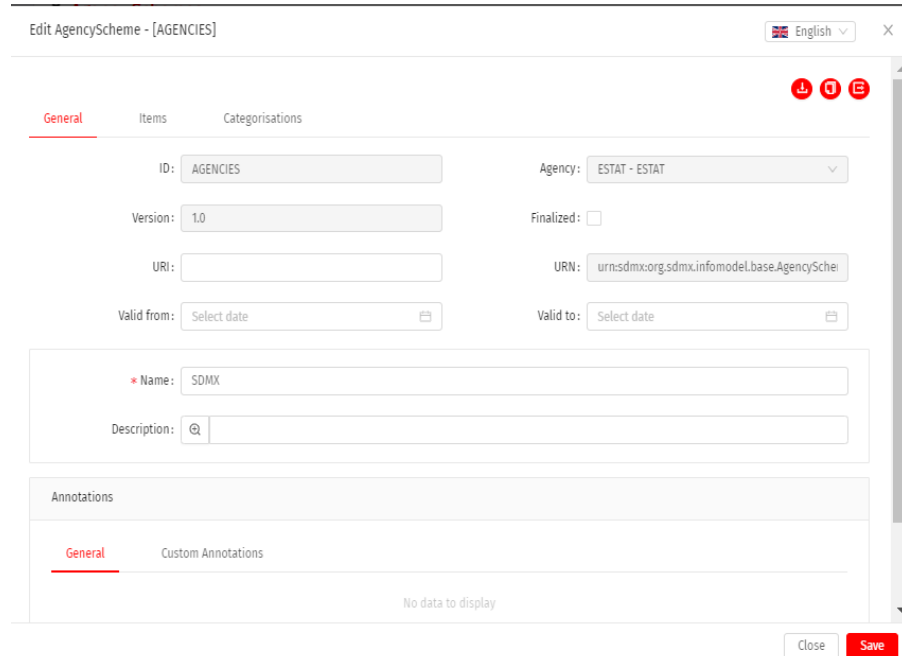 Edit AgencyScheme - [AGENCIES]
English
General Items Categorisations
ID: AGENCIES Agency: ESTAT - ESTAT
Version: 1.0 Finalized:
URI: URN: urn:sdmx:org.sdmx.infomodel.base.AgencySche
Valid from: Select date Valid to: Select date
* Name: SDMX
Description:
Annotations
General Custom Annotations
No data to display
Close Save